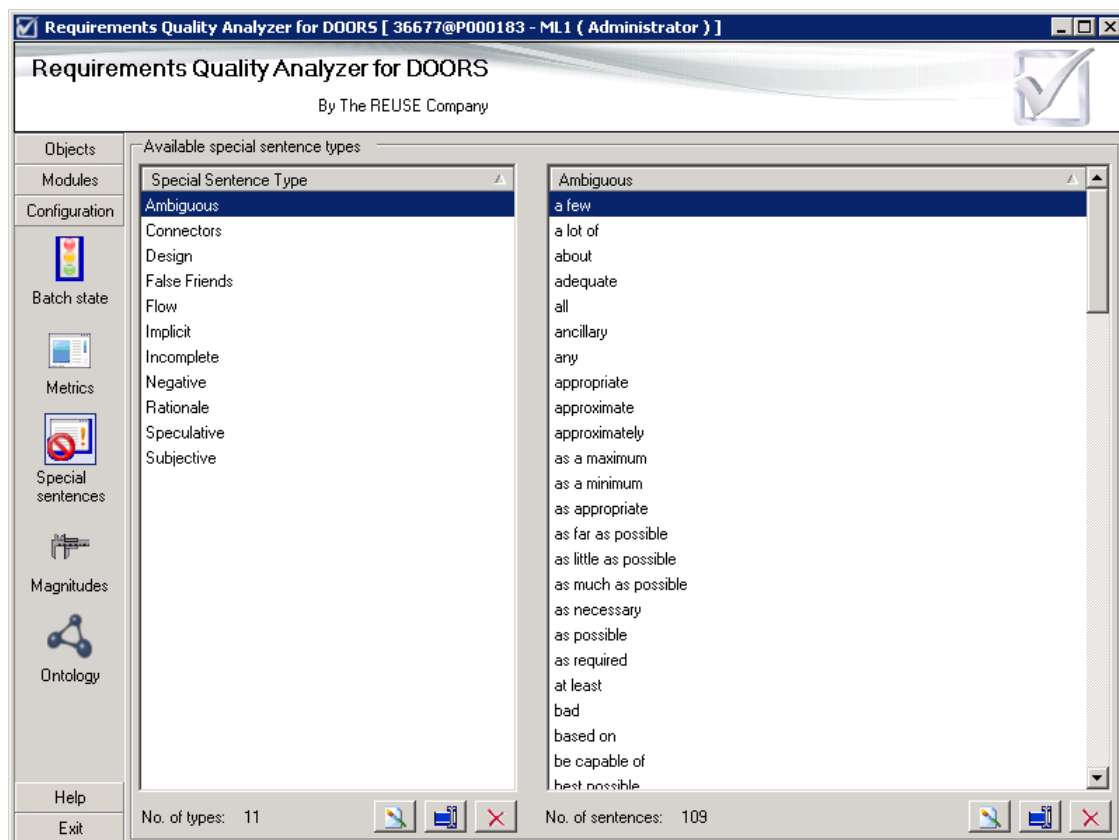 Requirements Quality Analyzer for DOORS [ 36677@P000183 - ML1 ( Administrator ) ]
Requirements Quality Analyzer for DOORS
By The REUSE Company
Objects
Modules
Configuration
Batch state
Metrics
Special
sentences
Magnitudes
Ontology
Help
Exit
Available special sentence types
Special Sentence Type
Ambiguous
Connectors
Design
False Friends
Flow
Implicit
Incomplete
Negative
Rationale
Speculative
Subjective
No. of types: 11
Ambiguous
a few
a lot of
about
adequate
all
ancillary
any
appropriate
approximate
approximately
as a maximum
as a minimum
as appropriate
as far as possible
as little as possible
as much as possible
as necessary
as possible
as required
at least
bad
based on
be capable of
best possible
No. of sentences: 109